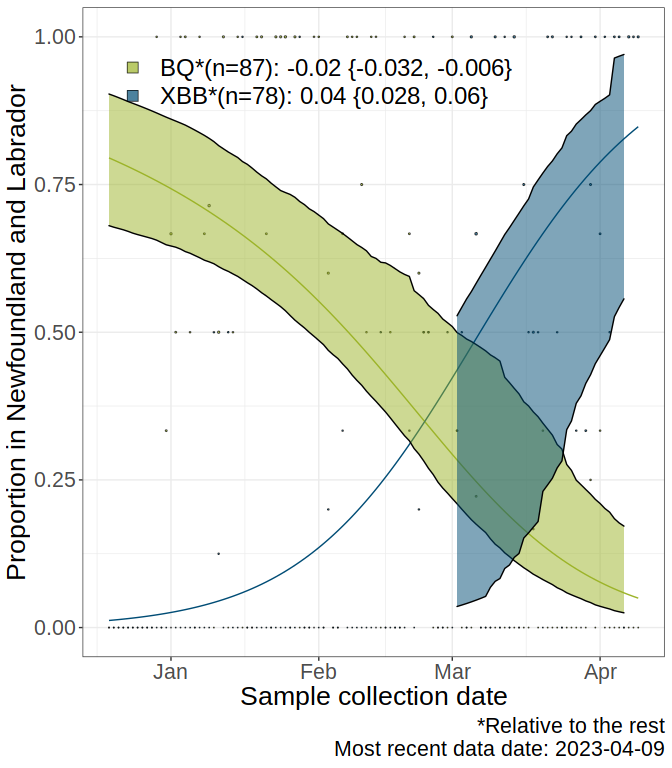 1.00
BQ*(n=87): -0.02 {-0.032, -0.006}
XBB*(n=78): 0.04 {0.028, 0.06}
0.75
0.50
0.25
0.00
Proportion in Newfoundland and Labrador
Jan Feb Mar Apr
Sample collection date
*Relative to the rest
Most recent data date: 2023-04-09